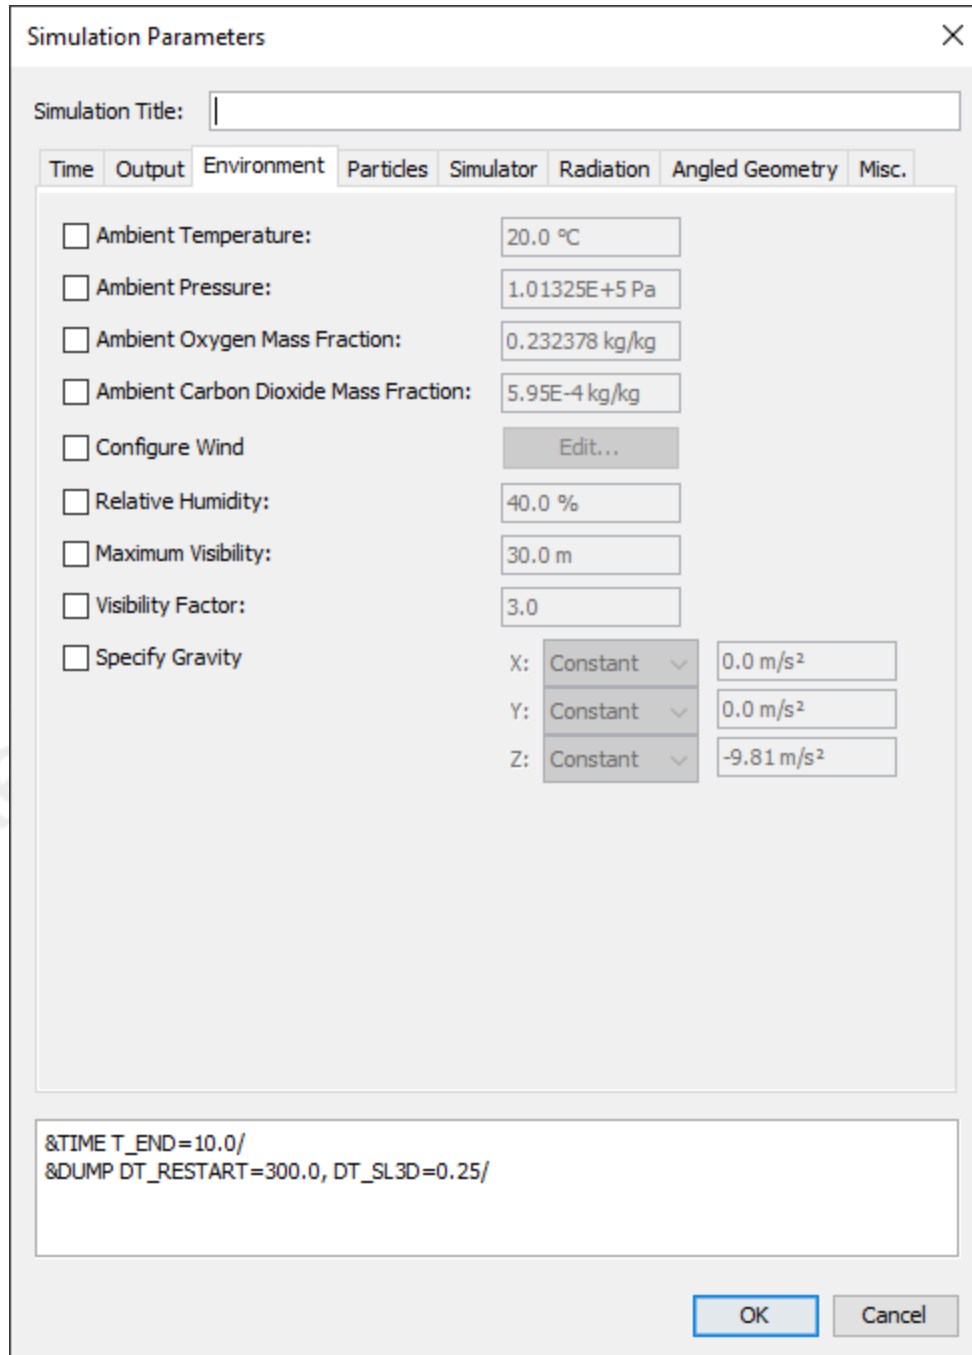 Simulation Parameters
Simulation Title:
Time Output Environment Particles Simulator Radiation Angled Geometry Misc.
Ambient Temperature: 20.0 °C
Ambient Pressure: 1.01325E+5 Pa
Ambient Oxygen Mass Fraction: 0.232378 kg/kg
Ambient Carbon Dioxide Mass Fraction: 5.95E-4 kg/kg
Configure Wind Edit...
Relative Humidity: 40.0 %
Maximum Visibility: 30.0 m
Visibility Factor: 3.0
Specify Gravity X: Constant 0.0 m/s²
Y: Constant 0.0 m/s²
Z: Constant -9.81 m/s²
&TIME T_END=10.0/
&DUMP DT_RESTART=300.0, DT_SL3D=0.25/
OK Cancel